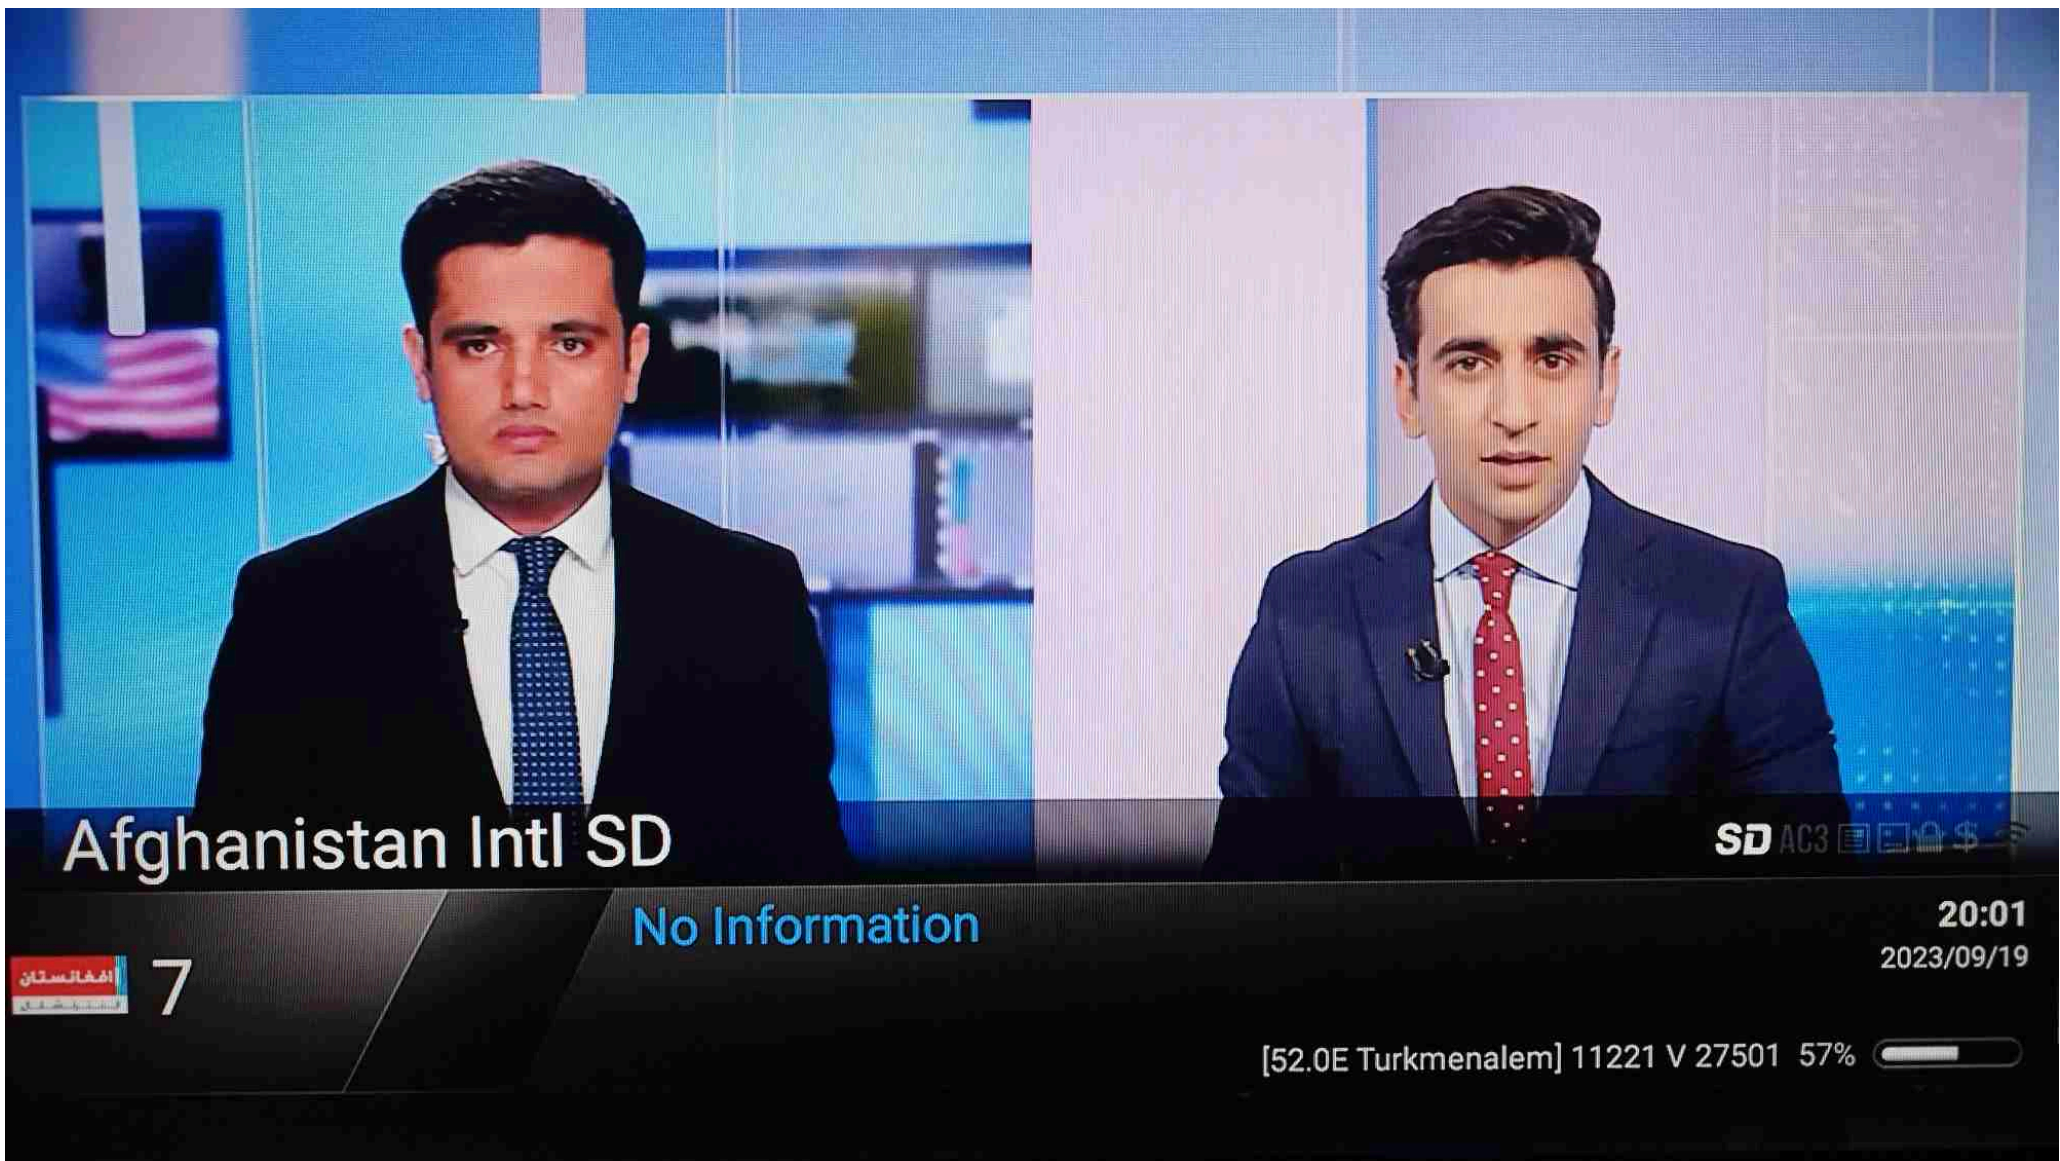 Afghanistan Intl SD
SD AC3 $
No Information
20:01
2023/09/19
افغانستان
اینترنشنال
7
[52.0E Turkmenalem] 11221 V 27501 57%